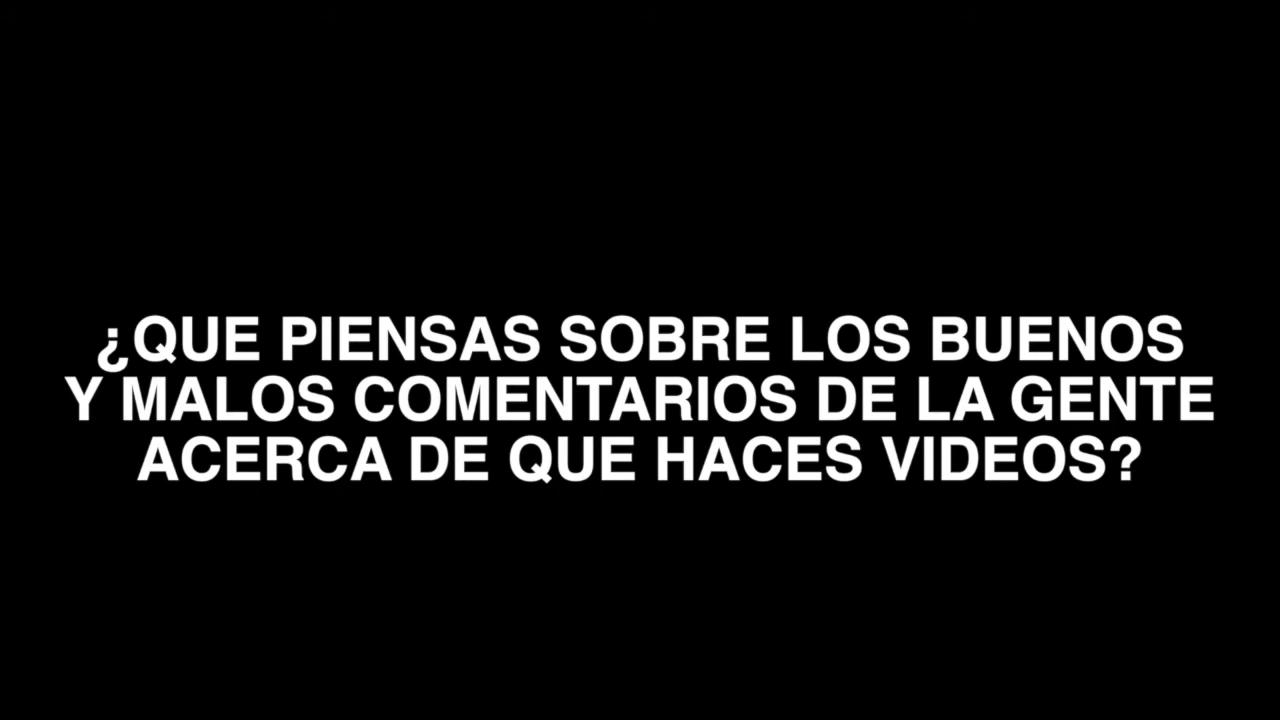 ¿QUE PIENSAS SOBRE LOS BUENOS
Y MALOS COMENTARIOS DE LA GENTE
ACERCA DE QUE HACES VIDEOS?